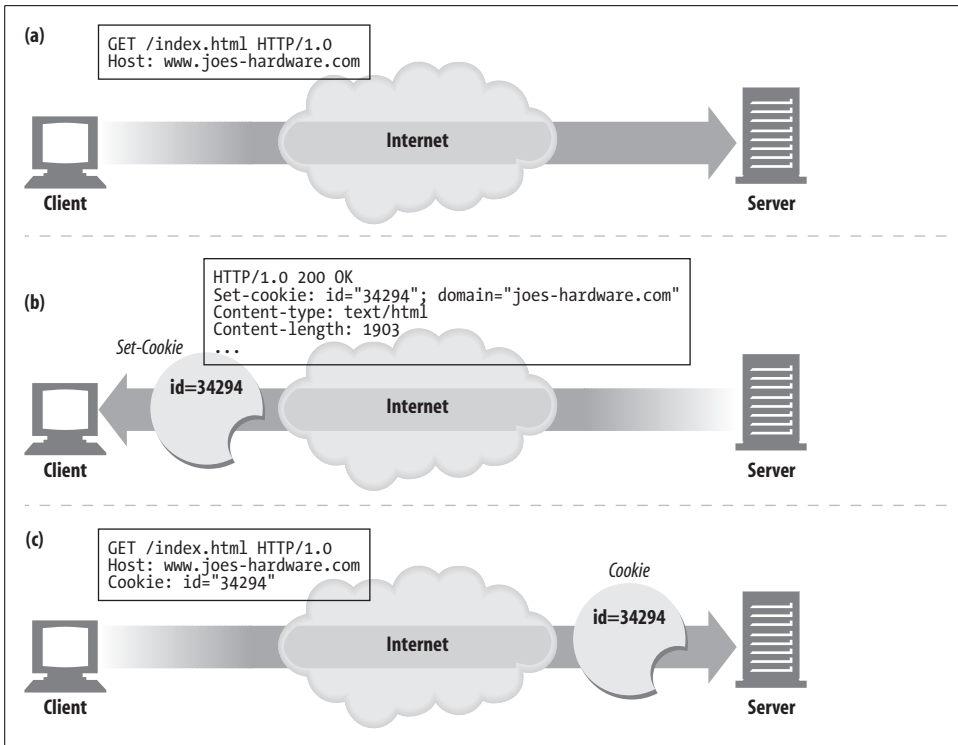 (a)
GET /index.html HTTP/1.0
Host: www.joes-hardware.com
Internet
Client
Server
(b)
HTTP/1.0 200 OK
Set-cookie: id="34294"; domain="joes-hardware.com"
Content-type: text/html
Content-length: 1903
...
Set-Cookie
id=34294
Internet
Client
Server
(c)
GET /index.html HTTP/1.0
Host: www.joes-hardware.com
Cookie: id="34294"
Cookie
id=34294
Internet
Client
Server